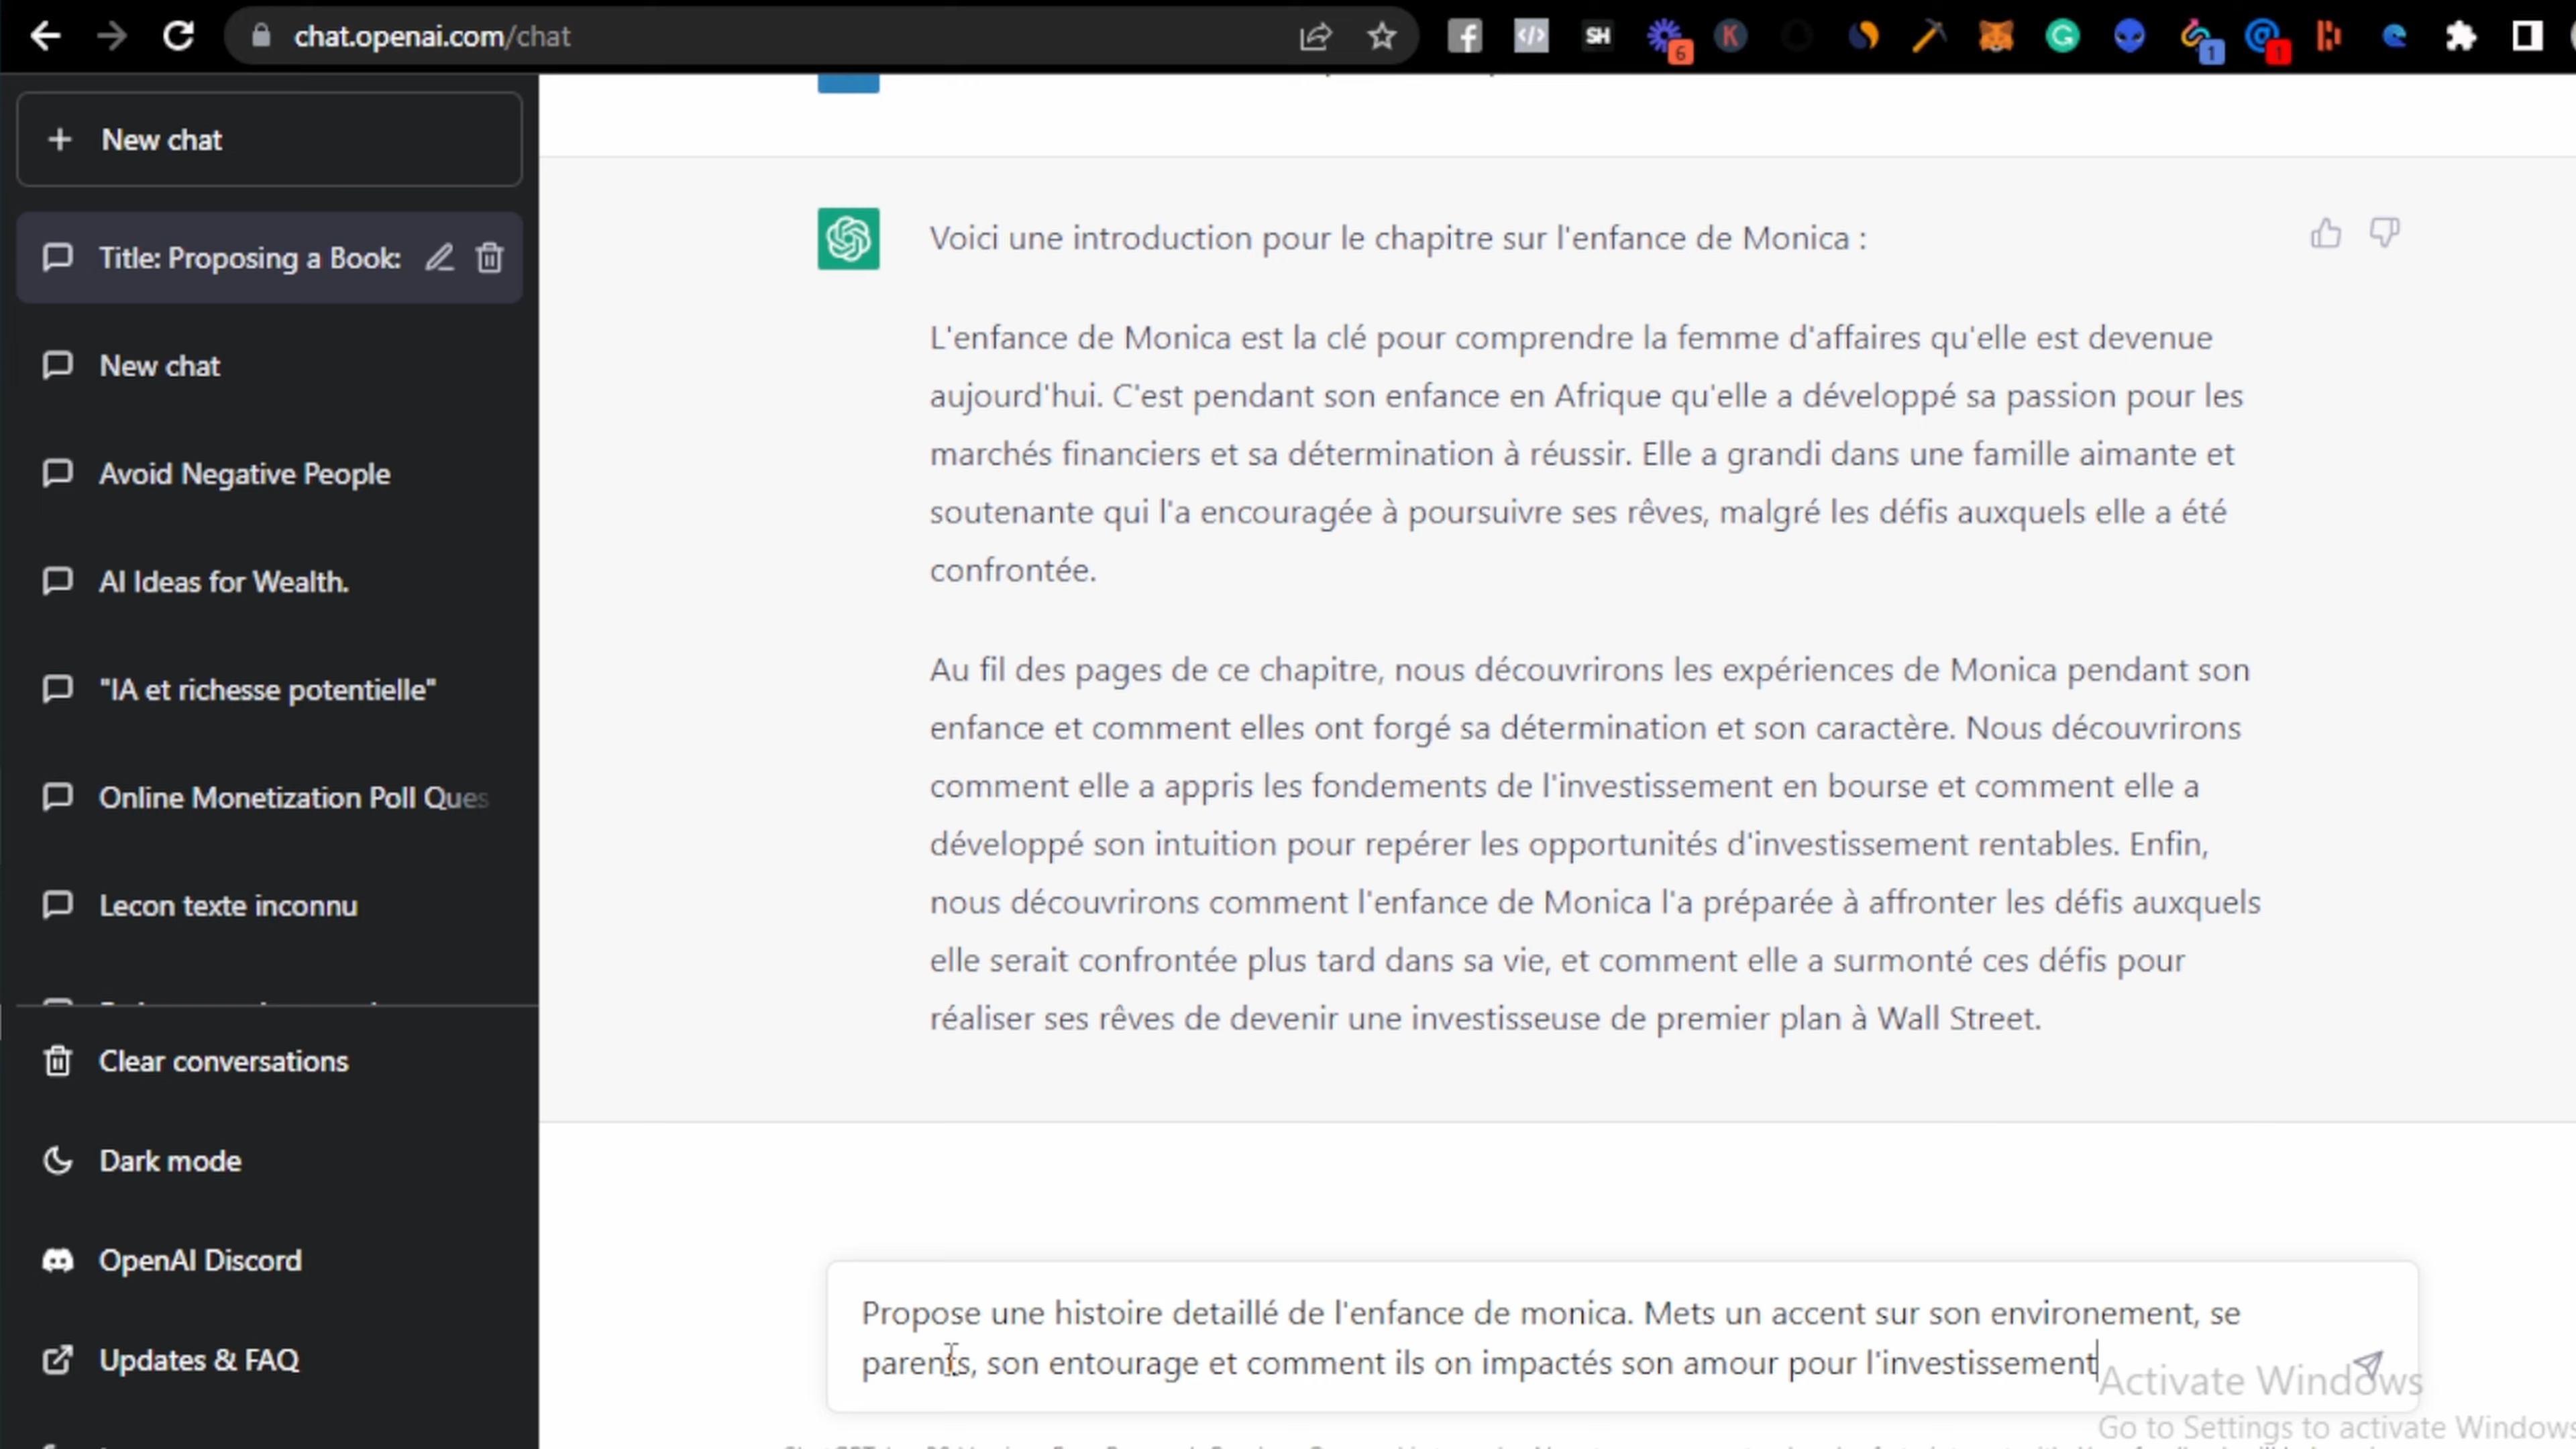 chat.openai.com/chat
SH
6
K
G
1
1
New chat
Title: Proposing a Book:
New chat
Avoid Negative People
AI Ideas for Wealth.
"IA et richesse potentielle"
Online Monetization Poll Ques
Lecon texte inconnu
Clear conversations
Dark mode
OpenAI Discord
Updates & FAQ
Voici une introduction pour le chapitre sur l'enfance de Monica :
L'enfance de Monica est la clé pour comprendre la femme d'affaires qu'elle est devenue
aujourd'hui. C'est pendant son enfance en Afrique qu'elle a développé sa passion pour les
marchés financiers et sa détermination à réussir. Elle a grandi dans une famille aimante et
soutenante qui l'a encouragée à poursuivre ses rêves, malgré les défis auxquels elle a été
confrontée.
Au fil des pages de ce chapitre, nous découvrirons les expériences de Monica pendant son
enfance et comment elles ont forgé sa détermination et son caractère. Nous découvrirons
comment elle a appris les fondements de l'investissement en bourse et comment elle a
développé son intuition pour repérer les opportunités d'investissement rentables. Enfin,
nous découvrirons comment l'enfance de Monica l'a préparée à affronter les défis auxquels
elle serait confrontée plus tard dans sa vie, et comment elle a surmonté ces défis pour
réaliser ses rêves de devenir une investisseuse de premier plan à Wall Street.
Propose une histoire detaillé de l'enfance de monica. Mets un accent sur son environement, se
parents, son entourage et comment ils on impactés son amour pour l'investissement
Activate Windows
Go to Settings to activate Windows